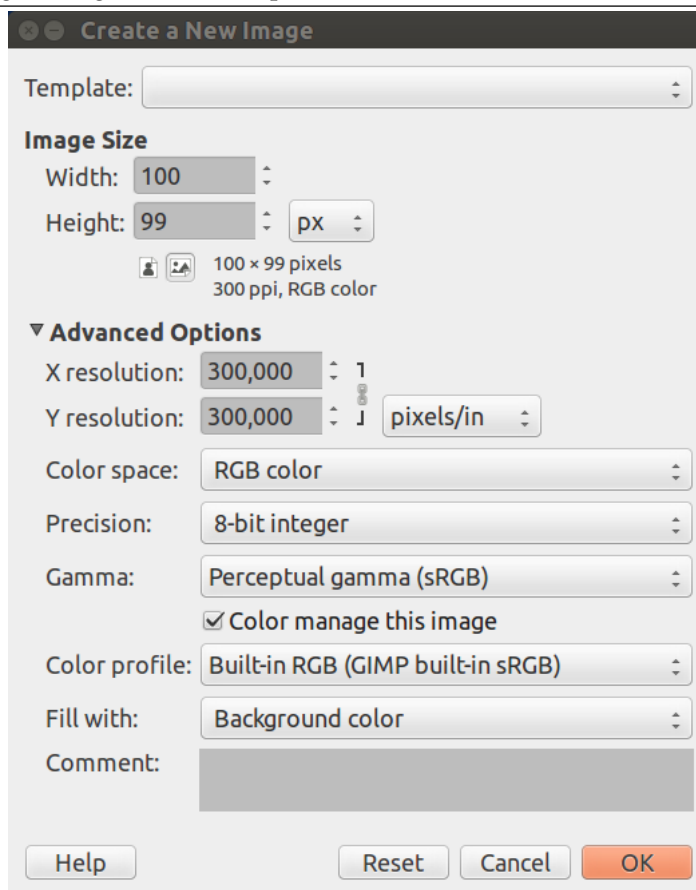 Create a New Image
Template:
Image Size
Width: 100
Height: 99 px
100 × 99 pixels
300 ppi, RGB color
Advanced Options
X resolution: 300,000
Y resolution: 300,000 pixels/in
Color space: RGB color
Precision: 8-bit integer
Gamma: Perceptual gamma (sRGB)
Color manage this image
Color profile: Built-in RGB (GIMP built-in sRGB)
Fill with: Background color
Comment:
Help Reset Cancel OK